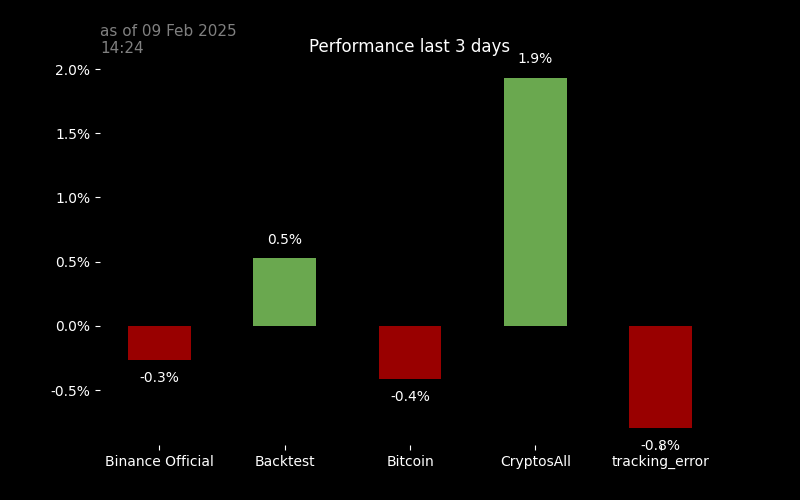 as of 09 Feb 2025
14:24
Performance last 3 days
2.0%
1.5%
1.0%
0.5%
0.0%
-0.5%
-0.3%
0.5%
-0.4%
1.9%
-0.8%
Binance Official
Backtest
Bitcoin
CryptosAll
tracking_error